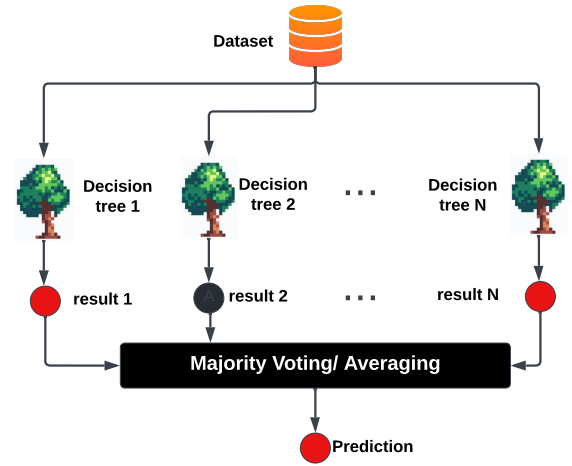 Dataset
Decision
tree 1
Decision
tree 2
...
Decision
tree N
result 1
A
result 2
...
result N
Majority Voting/ Averaging
Prediction